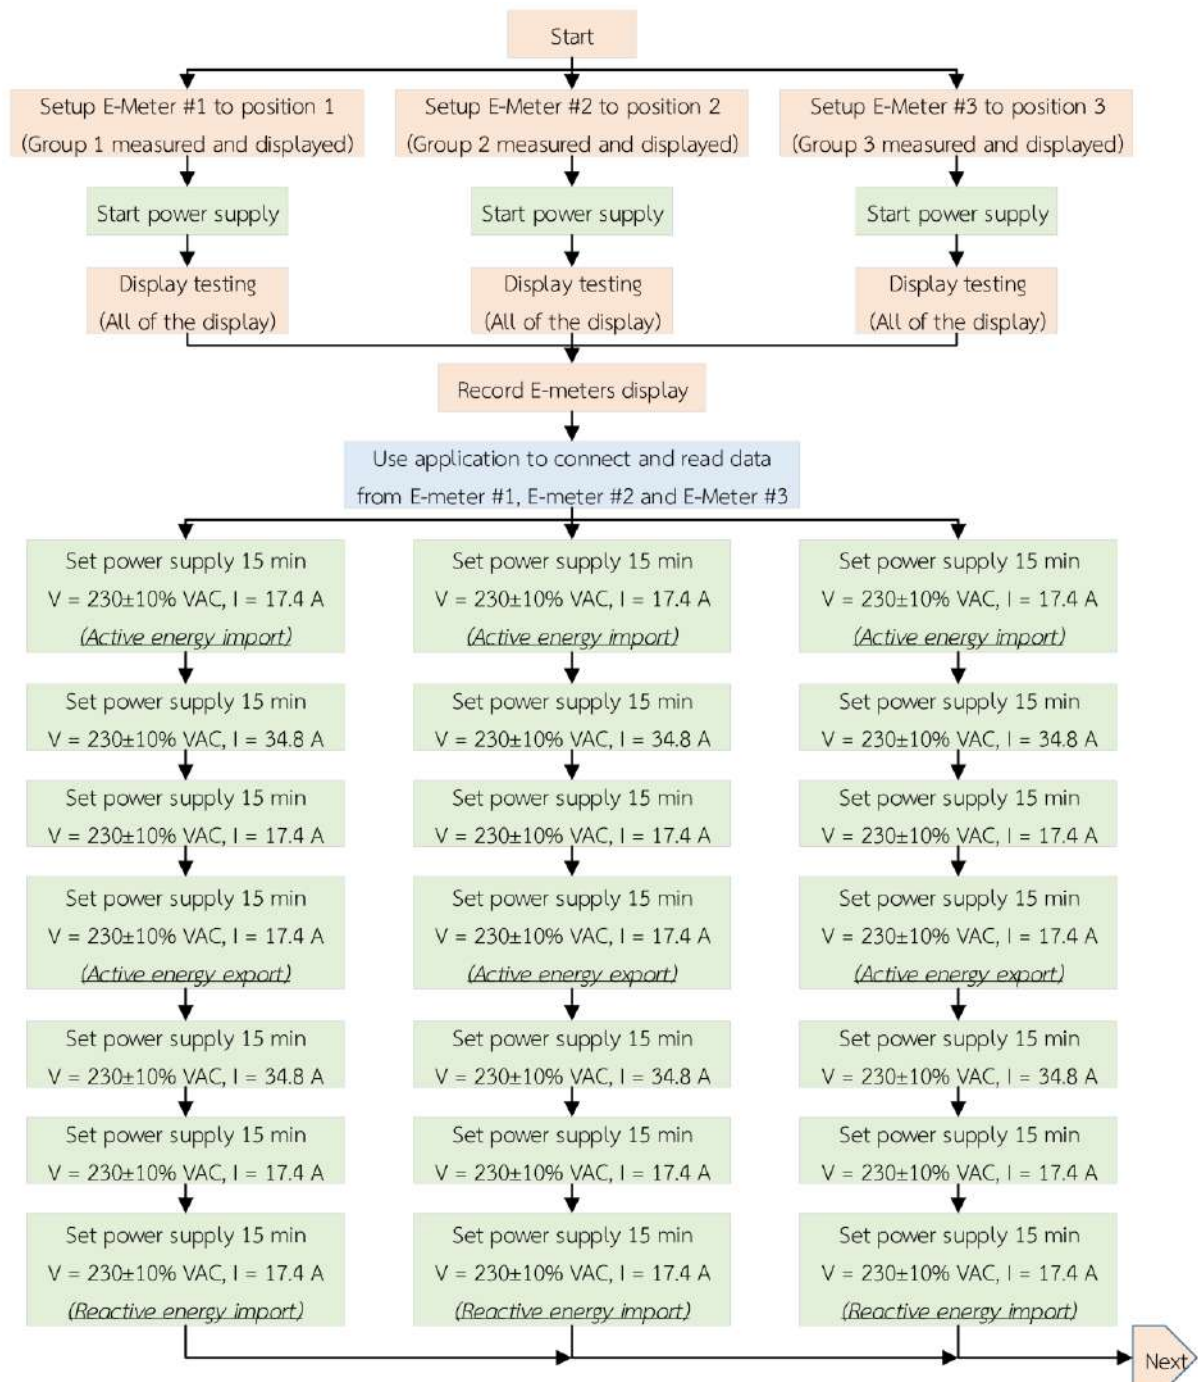 Start
Setup E-Meter #1 to position 1
(Group 1 measured and displayed)
Setup E-Meter #2 to position 2
(Group 2 measured and displayed)
Setup E-Meter #3 to position 3
(Group 3 measured and displayed)
Start power supply
Start power supply
Start power supply
Display testing
(All of the display)
Display testing
(All of the display)
Display testing
(All of the display)
Record E-meters display
Use application to connect and read data
from E-meter #1, E-meter #2 and E-Meter #3
Set power supply 15 min
V = 230±10% VAC, I = 17.4 A
(Active energy import)
Set power supply 15 min
V = 230±10% VAC, I = 17.4 A
(Active energy import)
Set power supply 15 min
V = 230±10% VAC, I = 17.4 A
(Active energy import)
Set power supply 15 min
V = 230±10% VAC, I = 34.8 A
Set power supply 15 min
V = 230±10% VAC, I = 34.8 A
Set power supply 15 min
V = 230±10% VAC, I = 34.8 A
Set power supply 15 min
V = 230±10% VAC, I = 17.4 A
Set power supply 15 min
V = 230±10% VAC, I = 17.4 A
Set power supply 15 min
V = 230±10% VAC, I = 17.4 A
Set power supply 15 min
V = 230±10% VAC, I = 17.4 A
(Active energy export)
Set power supply 15 min
V = 230±10% VAC, I = 17.4 A
(Active energy export)
Set power supply 15 min
V = 230±10% VAC, I = 17.4 A
(Active energy export)
Set power supply 15 min
V = 230±10% VAC, I = 34.8 A
Set power supply 15 min
V = 230±10% VAC, I = 34.8 A
Set power supply 15 min
V = 230±10% VAC, I = 34.8 A
Set power supply 15 min
V = 230±10% VAC, I = 17.4 A
Set power supply 15 min
V = 230±10% VAC, I = 17.4 A
Set power supply 15 min
V = 230±10% VAC, I = 17.4 A
Set power supply 15 min
V = 230±10% VAC, I = 17.4 A
(Reactive energy import)
Set power supply 15 min
V = 230±10% VAC, I = 17.4 A
(Reactive energy import)
Set power supply 15 min
V = 230±10% VAC, I = 17.4 A
(Reactive energy import)
Next